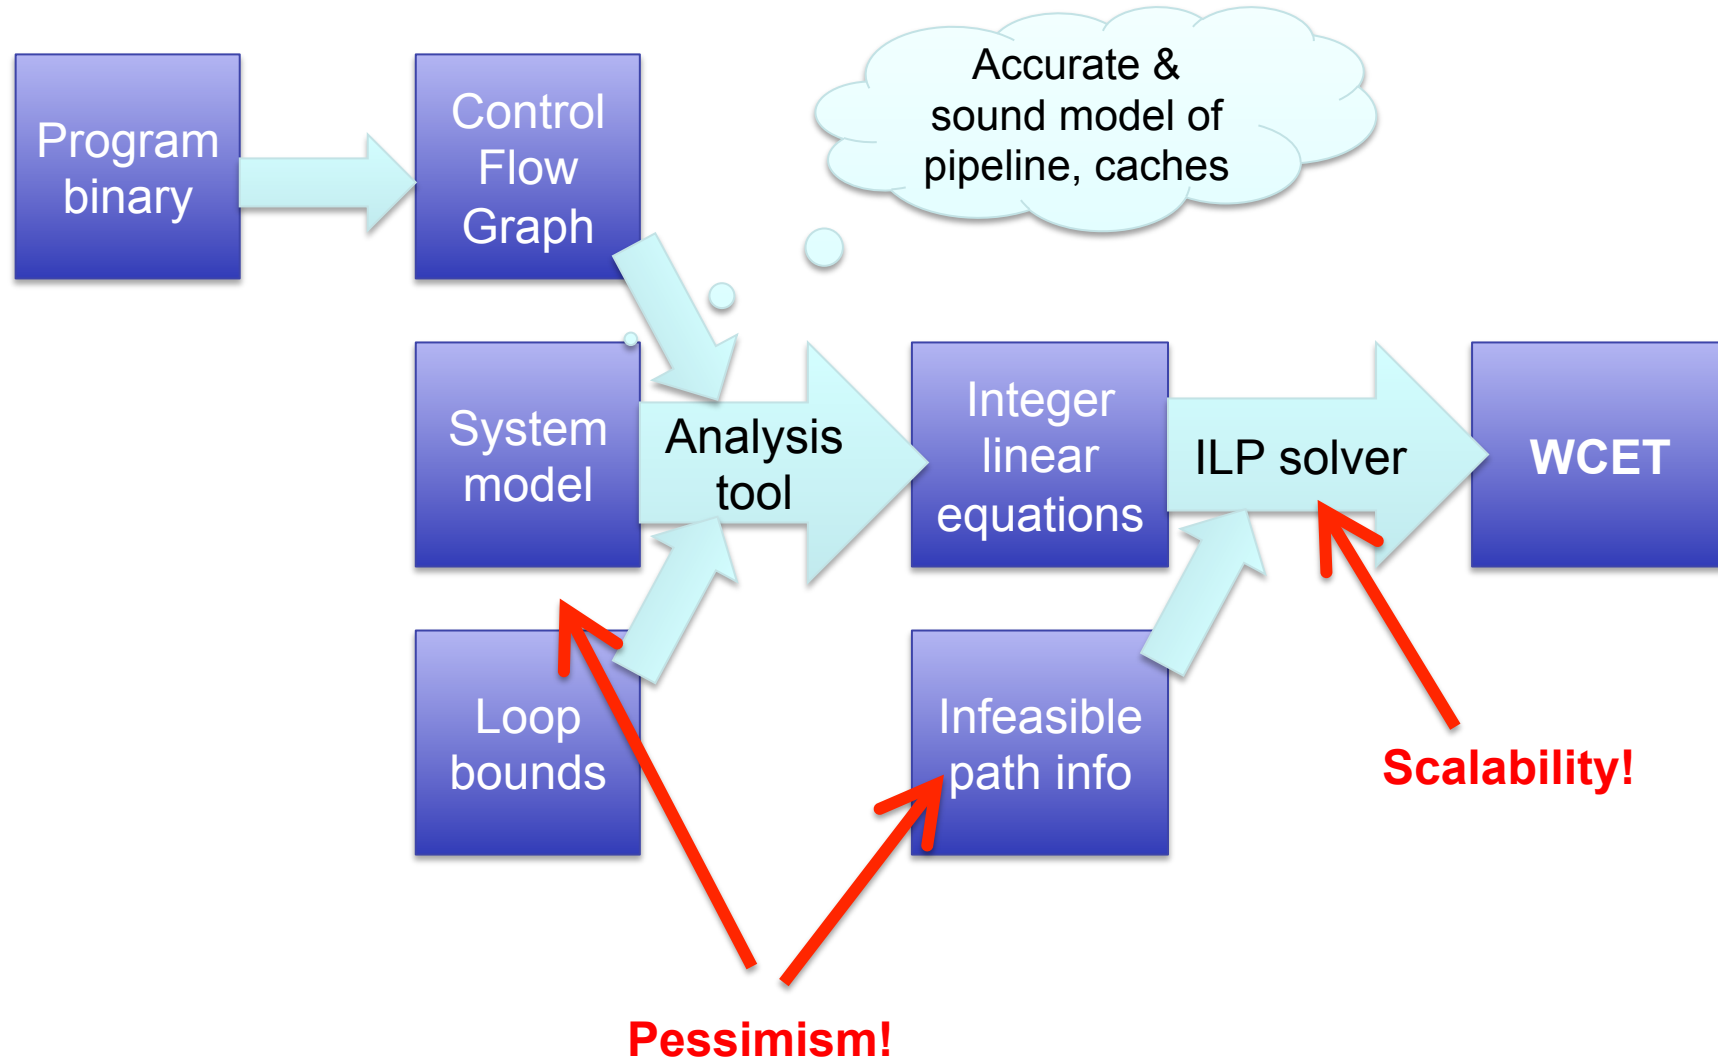 Program
binary
Control
Flow
Graph
Accurate &
sound model of
pipeline, caches
System
model
Analysis
tool
Integer
linear
equations
ILP solver
WCET
Loop
bounds
Infeasible
path info
Scalability!
Pessimism!